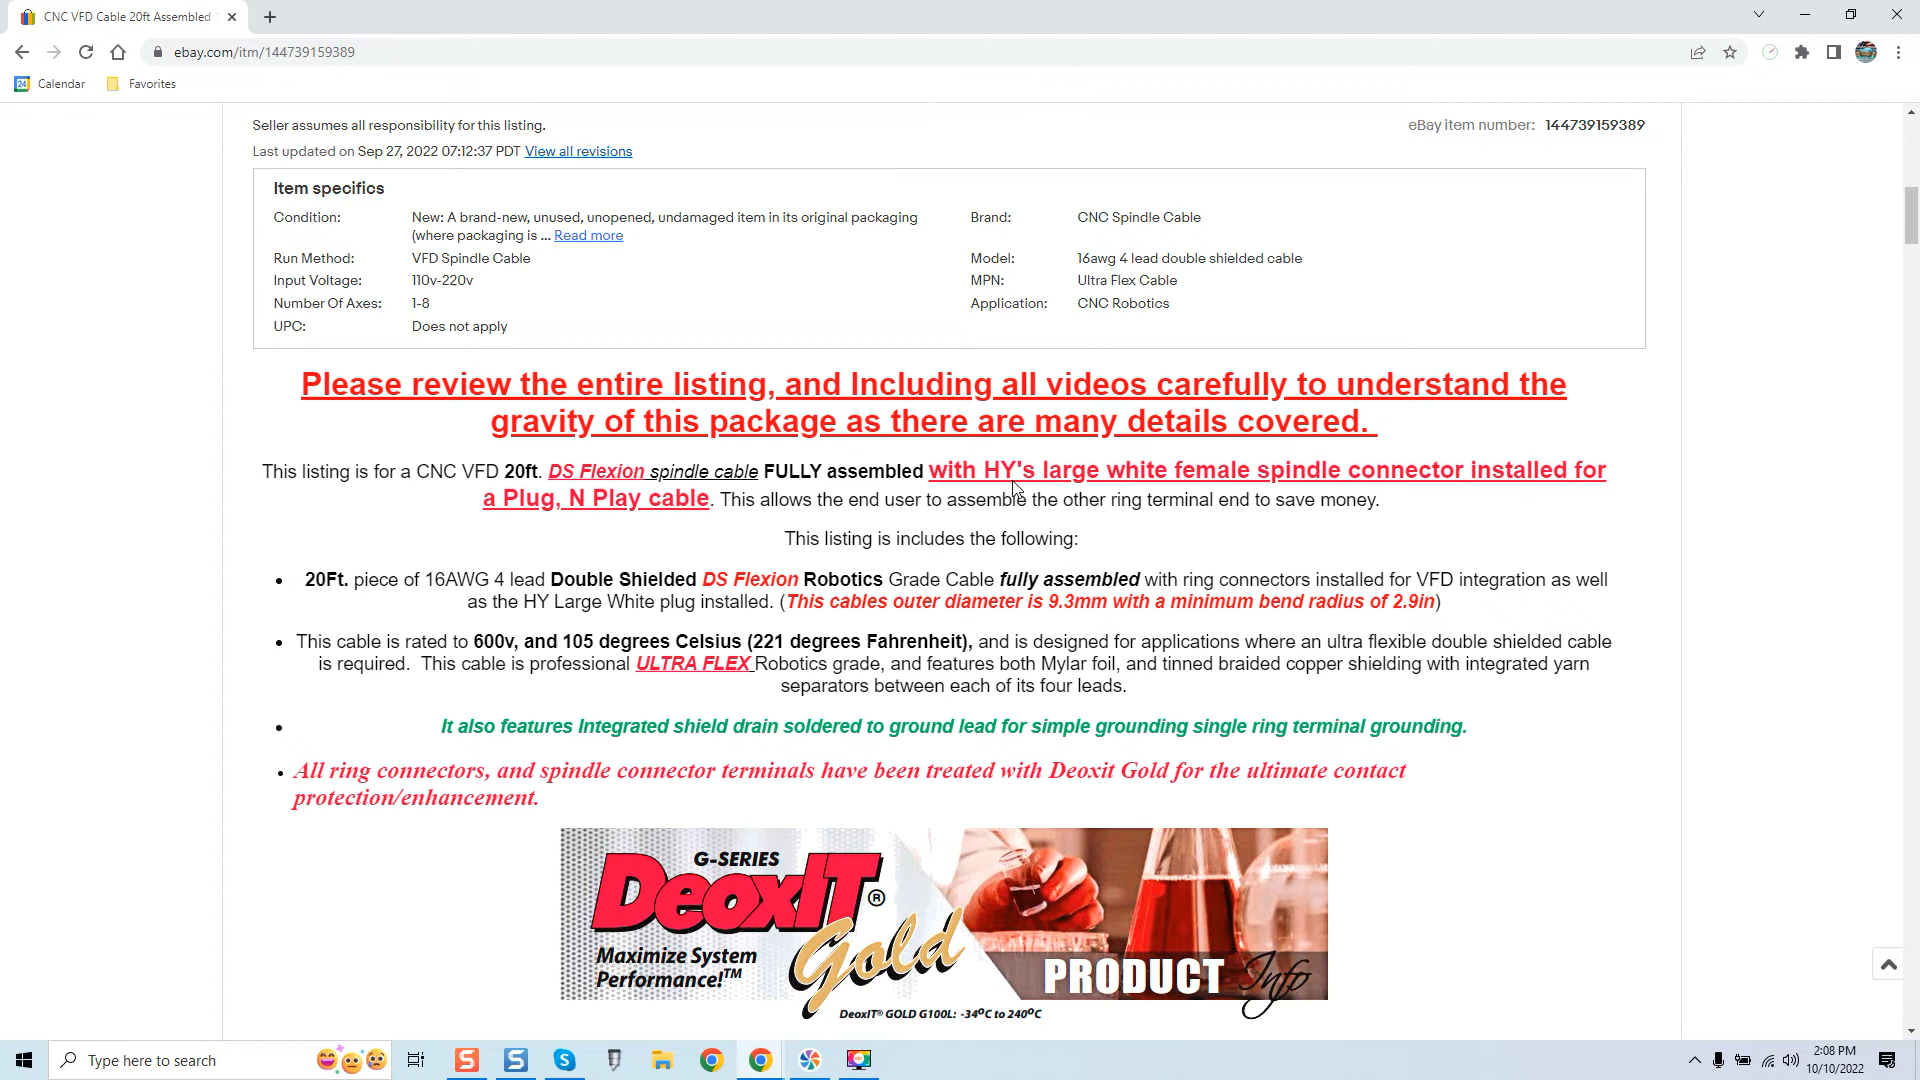 CNC VFD Cable 20ft Assembled
ebay.com/itm/144739159389
24 Calendar Favorites
Seller assumes all responsibility for this listing.
eBay item number: 144739159389
Last updated on Sep 27, 2022 07:12:37 PDT View all revisions
Item specifics
Condition: New: A brand-new, unused, unopened, undamaged item in its original packaging
(where packaging is ... Read more
Brand: CNC Spindle Cable
Run Method: VFD Spindle Cable
Model: 16awg 4 lead double shielded cable
Input Voltage: 110v-220v
MPN: Ultra Flex Cable
Number Of Axes: 1-8
Application: CNC Robotics
UPC: Does not apply
Please review the entire listing, and Including all videos carefully to understand the
gravity of this package as there are many details covered.
This listing is for a CNC VFD 20ft. DS Flexion spindle cable FULLY assembled with HY's large white female spindle connector installed for
a Plug, N Play cable. This allows the end user to assemble the other ring terminal end to save money.
This listing is includes the following:
• 20Ft. piece of 16AWG 4 lead Double Shielded DS Flexion Robotics Grade Cable fully assembled with ring connectors installed for VFD integration as well
as the HY Large White plug installed. (This cables outer diameter is 9.3mm with a minimum bend radius of 2.9in)
• This cable is rated to 600v, and 105 degrees Celsius (221 degrees Fahrenheit), and is designed for applications where an ultra flexible double shielded cable
is required. This cable is professional ULTRA FLEX Robotics grade, and features both Mylar foil, and tinned braided copper shielding with integrated yarn
separators between each of its four leads.
• It also features Integrated shield drain soldered to ground lead for simple grounding single ring terminal grounding.
• All ring connectors, and spindle connector terminals have been treated with Deoxit Gold for the ultimate contact
protection/enhancement.
G-SERIES
DeoxIT®
Gold
Maximize System
Performance!™
PRODUCT Info
DeoxIT® GOLD G100L: -34ºC to 240ºC
Type here to search
2:08 PM
10/10/2022